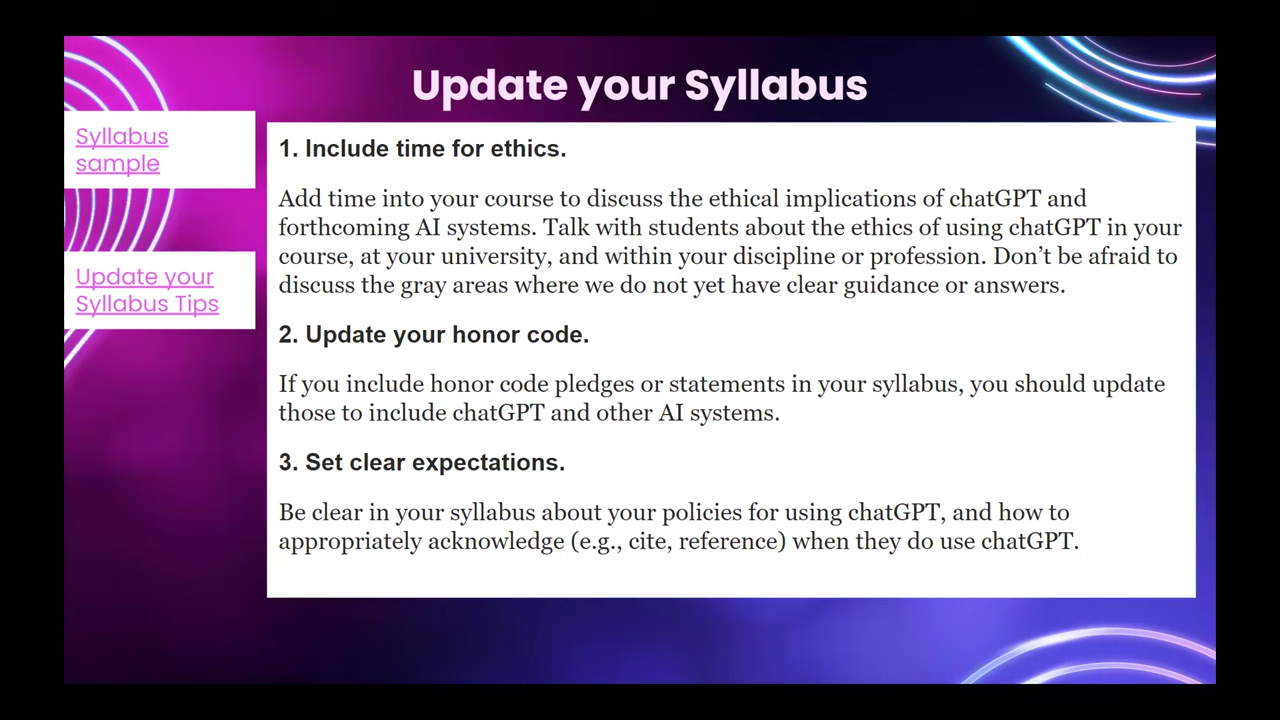 Update your Syllabus
Syllabus
sample
Update your
Syllabus Tips
1. Include time for ethics.
Add time into your course to discuss the ethical implications of chatGPT and
forthcoming AI systems. Talk with students about the ethics of using chatGPT in your
course, at your university, and within your discipline or profession. Don’t be afraid to
discuss the gray areas where we do not yet have clear guidance or answers.
2. Update your honor code.
If you include honor code pledges or statements in your syllabus, you should update
those to include chatGPT and other AI systems.
3. Set clear expectations.
Be clear in your syllabus about your policies for using chatGPT, and how to
appropriately acknowledge (e.g., cite, reference) when they do use chatGPT.